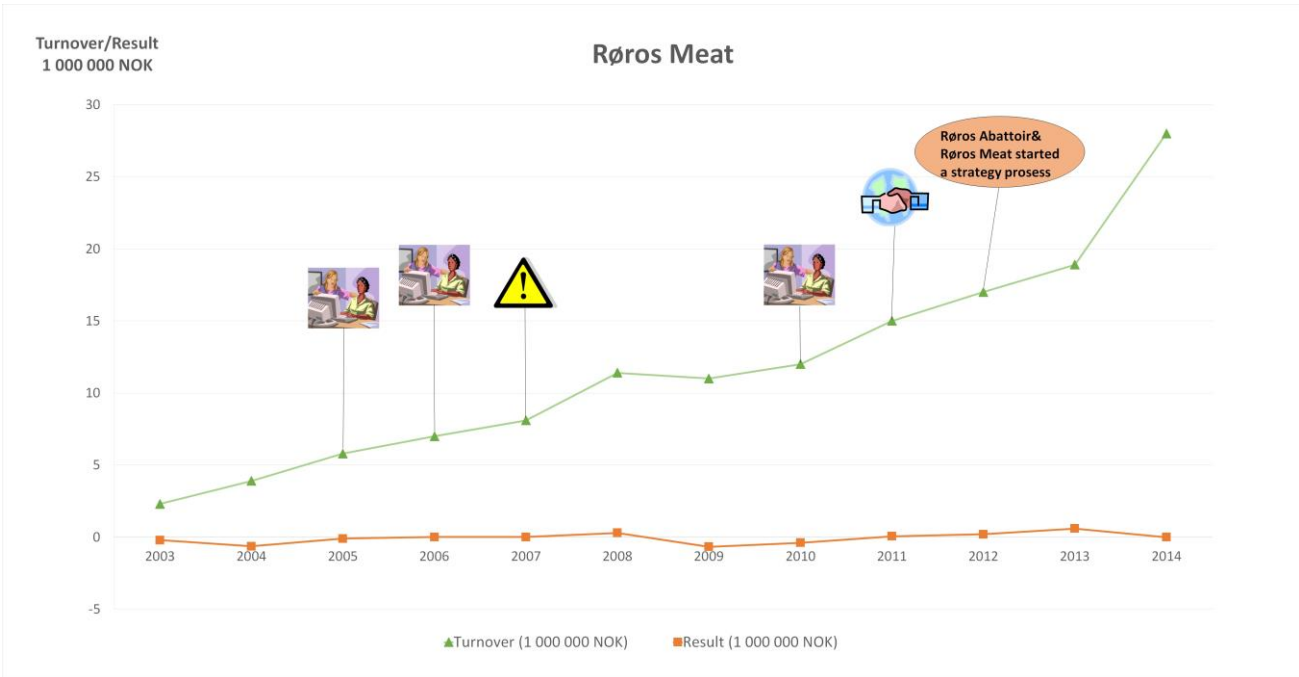 Turnover/Result
1 000 000 NOK
Røros Meat
30
25
20
15
10
5
0
-5
Røros Abattoir&
Røros Meat started
a strategy prosess
!
2003 2004 2005 2006 2007 2008 2009 2010 2011 2012 2013 2014
Turnover (1 000 000 NOK) Result (1 000 000 NOK)